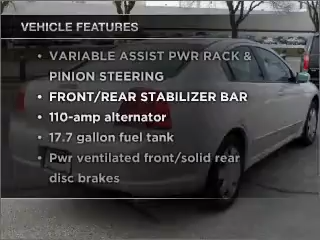 VEHICLE FEATURES
• VARIABLE ASSIST PWR RACK &
PINION STEERING
• FRONT/REAR STABILIZER BAR
• 110-amp alternator
• 17.7 gallon fuel tank
• Pwr ventilated front/solid rear
disc brakes